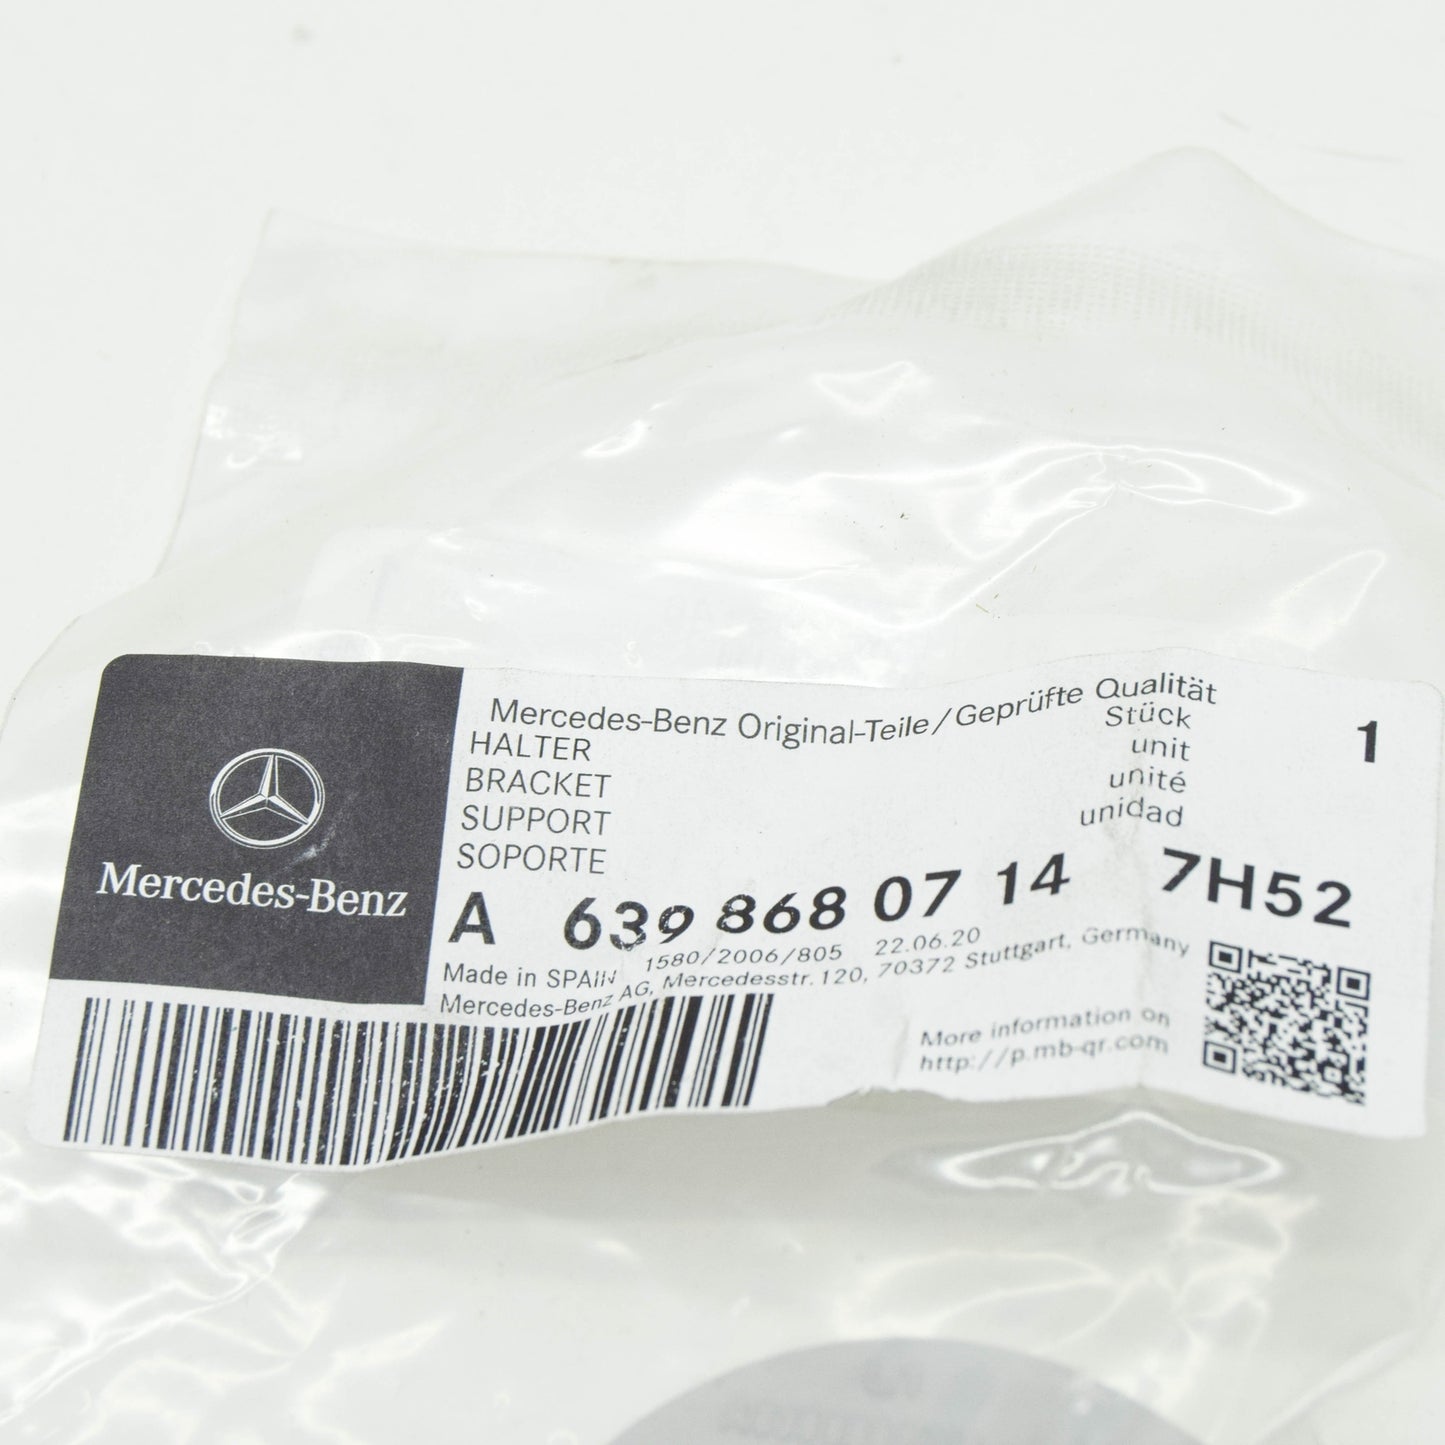 Mercedes-Benz
Mercedes-Benz Original-Teile/Geprüfte Qualität
HALTER
BRACKET
SUPPORT
SOPORTE
Stück
unit
unité
unidad
1
A 639 868 07 14 7H52
Made in SPAIN 1580/2006/805 22.06.20
Mercedes-Benz AG, Mercedesstr. 120, 70372 Stuttgart, Germany
More information on
http://p.mb-qr.com